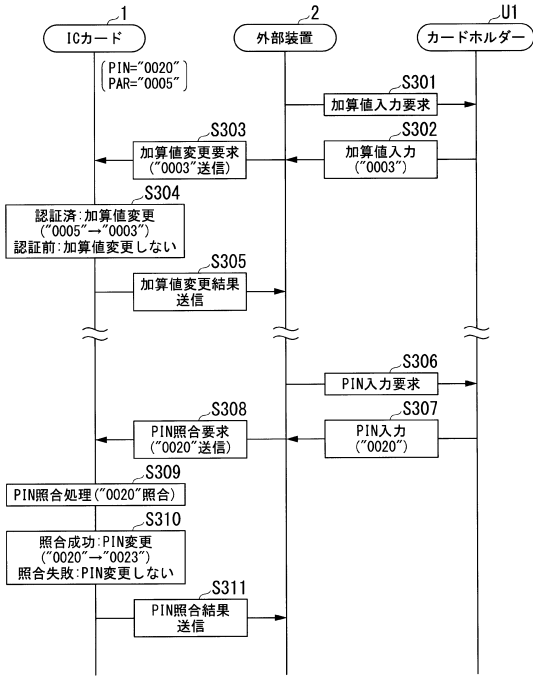 1
2
U1
ICカード
外部装置
カードホルダー
PIN="0020"
PAR="0005"
S301
加算値入力要求
S303
S302
加算値変更要求
("0003"送信)
加算値入力
("0003")
S304
認証済:加算値変更
("0005"→"0003")
認証前:加算値変更しない
S305
加算値変更結果
送信
S306
PIN入力要求
S308
S307
PIN照合要求
("0020"送信)
PIN入力
("0020")
S309
PIN照合処理("0020"照合)
S310
照合成功:PIN変更
("0020"→"0023")
照合失敗:PIN変更しない
S311
PIN照合結果
送信